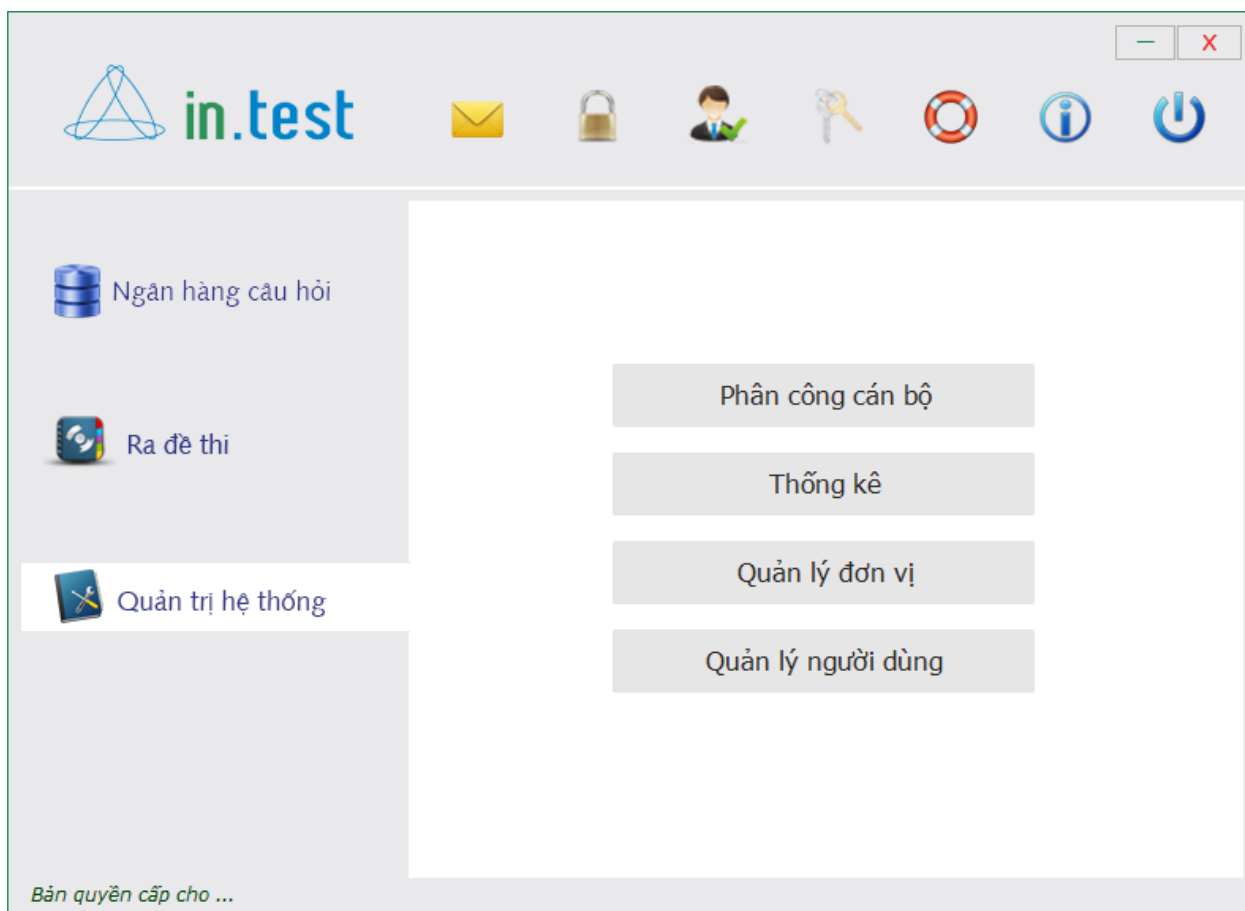 — X
in.test
Ngân hàng câu hỏi
Ra đề thi
Quản trị hệ thống
Phân công cán bộ
Thống kê
Quản lý đơn vị
Quản lý người dùng
Bản quyền cấp cho ...